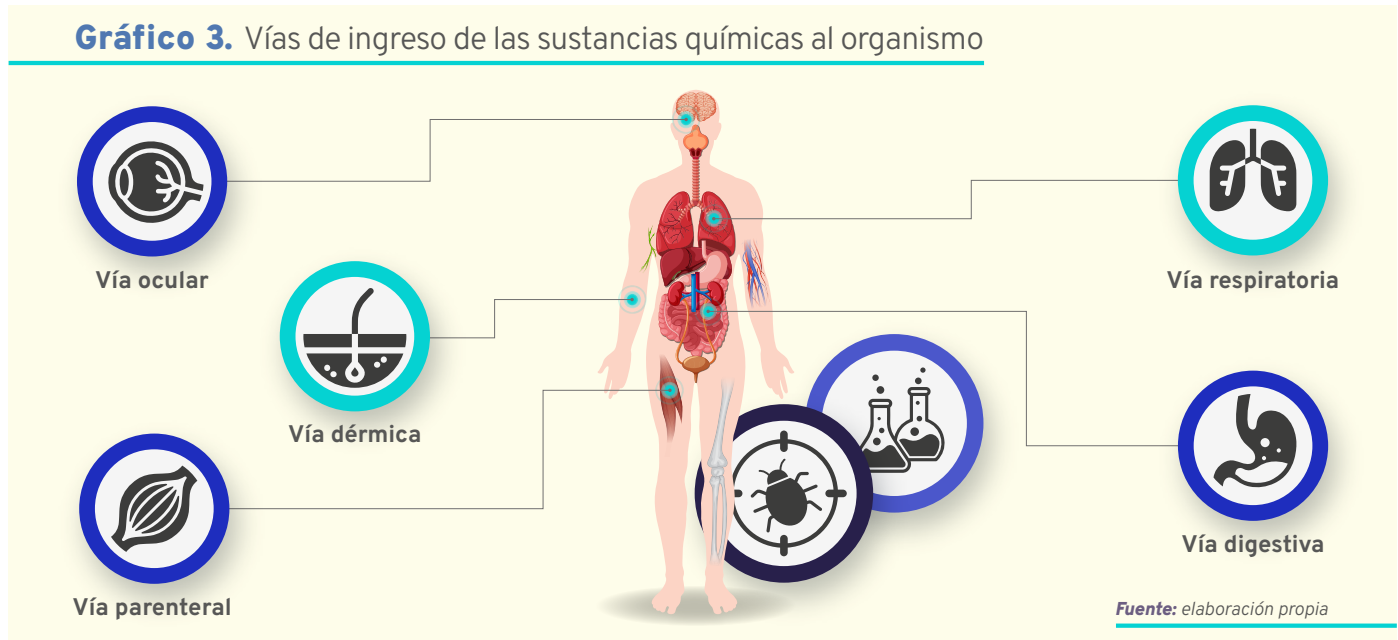 Gráfico 3. Vías de ingreso de las sustancias químicas al organismo
Vía ocular
Vía respiratoria
Vía dérmica
Vía digestiva
Vía parenteral
Fuente: elaboración propia